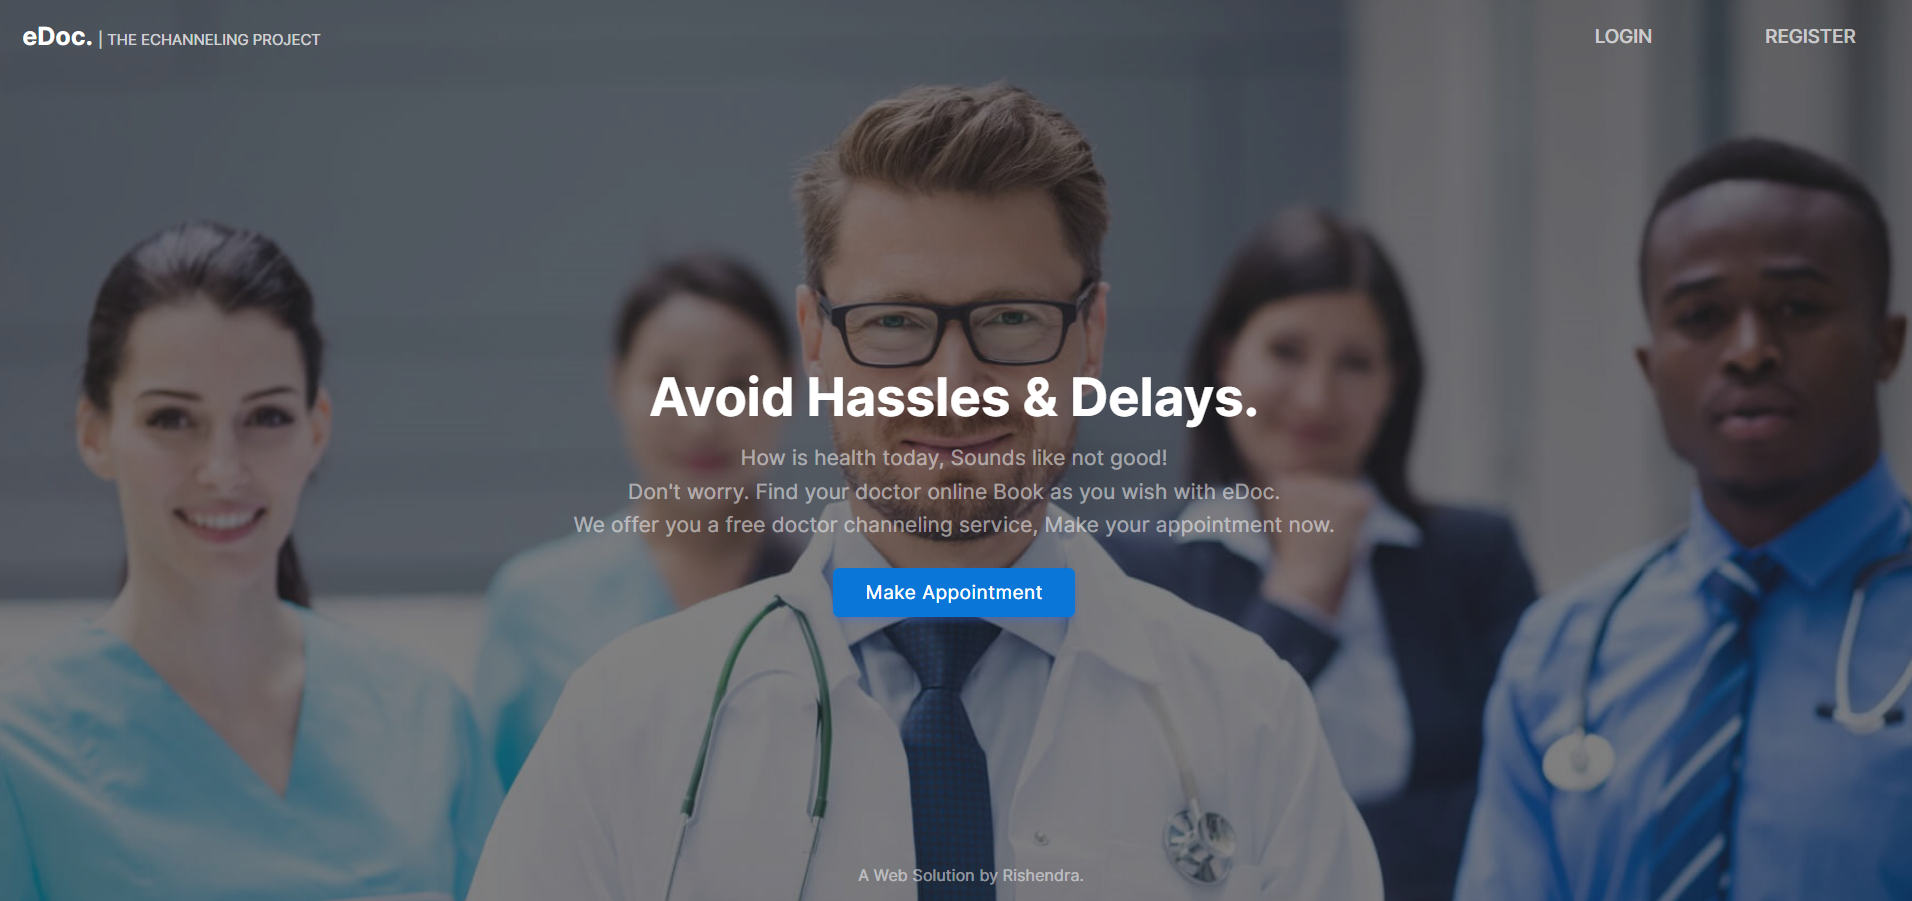 eDoc. | THE ECHANNELING PROJECT
LOGIN
REGISTER
Avoid Hassles & Delays.
How is health today, Sounds like not good!
Don't worry. Find your doctor online Book as you wish with eDoc.
We offer you a free doctor channeling service, Make your appointment now.
Make Appointment
A Web Solution by Rishendra.